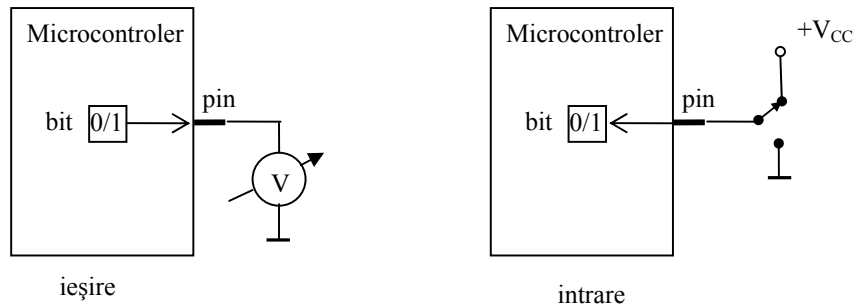 Microcontroler
bit 0/1 pin
V
ieşire
Microcontroler
+VCC
bit 0/1 pin
intrare